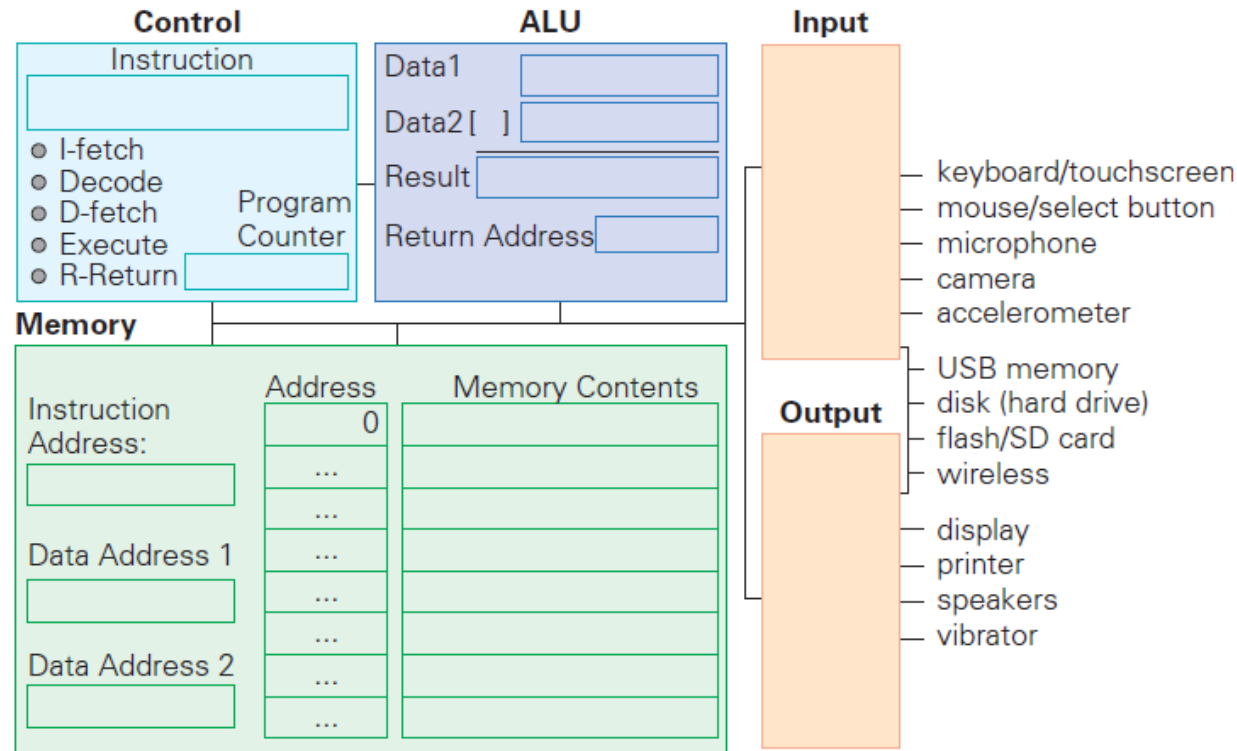 Control
ALU
Input
Instruction
I-fetch
Decode
D-fetch
Execute
R-Return
Program
Counter
Data1
Data2 [ ]
Result
Return Address
keyboard/touchscreen
mouse/select button
microphone
camera
accelerometer
USB memory
disk (hard drive)
flash/SD card
wireless
Output
display
printer
speakers
vibrator
Memory
Instruction
Address:
Data Address 1
Data Address 2
Address
0
...
...
...
...
...
...
...
Memory Contents